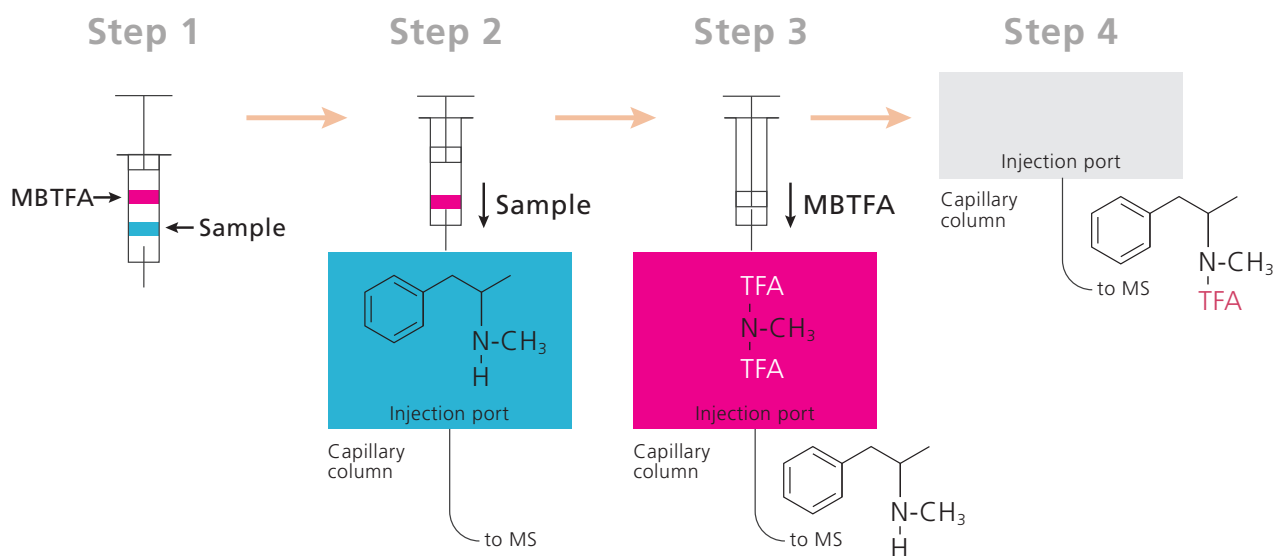 Step 1
Step 2
Step 3
Step 4
MBTFA
Sample
Sample
MBTFA
N-CH₃
H
Injection port
Capillary
column
to MS
TFA
N-CH₃
TFA
Injection port
Capillary
column
to MS
N-CH₃
H
Injection port
Capillary
column
to MS
N-CH₃
TFA